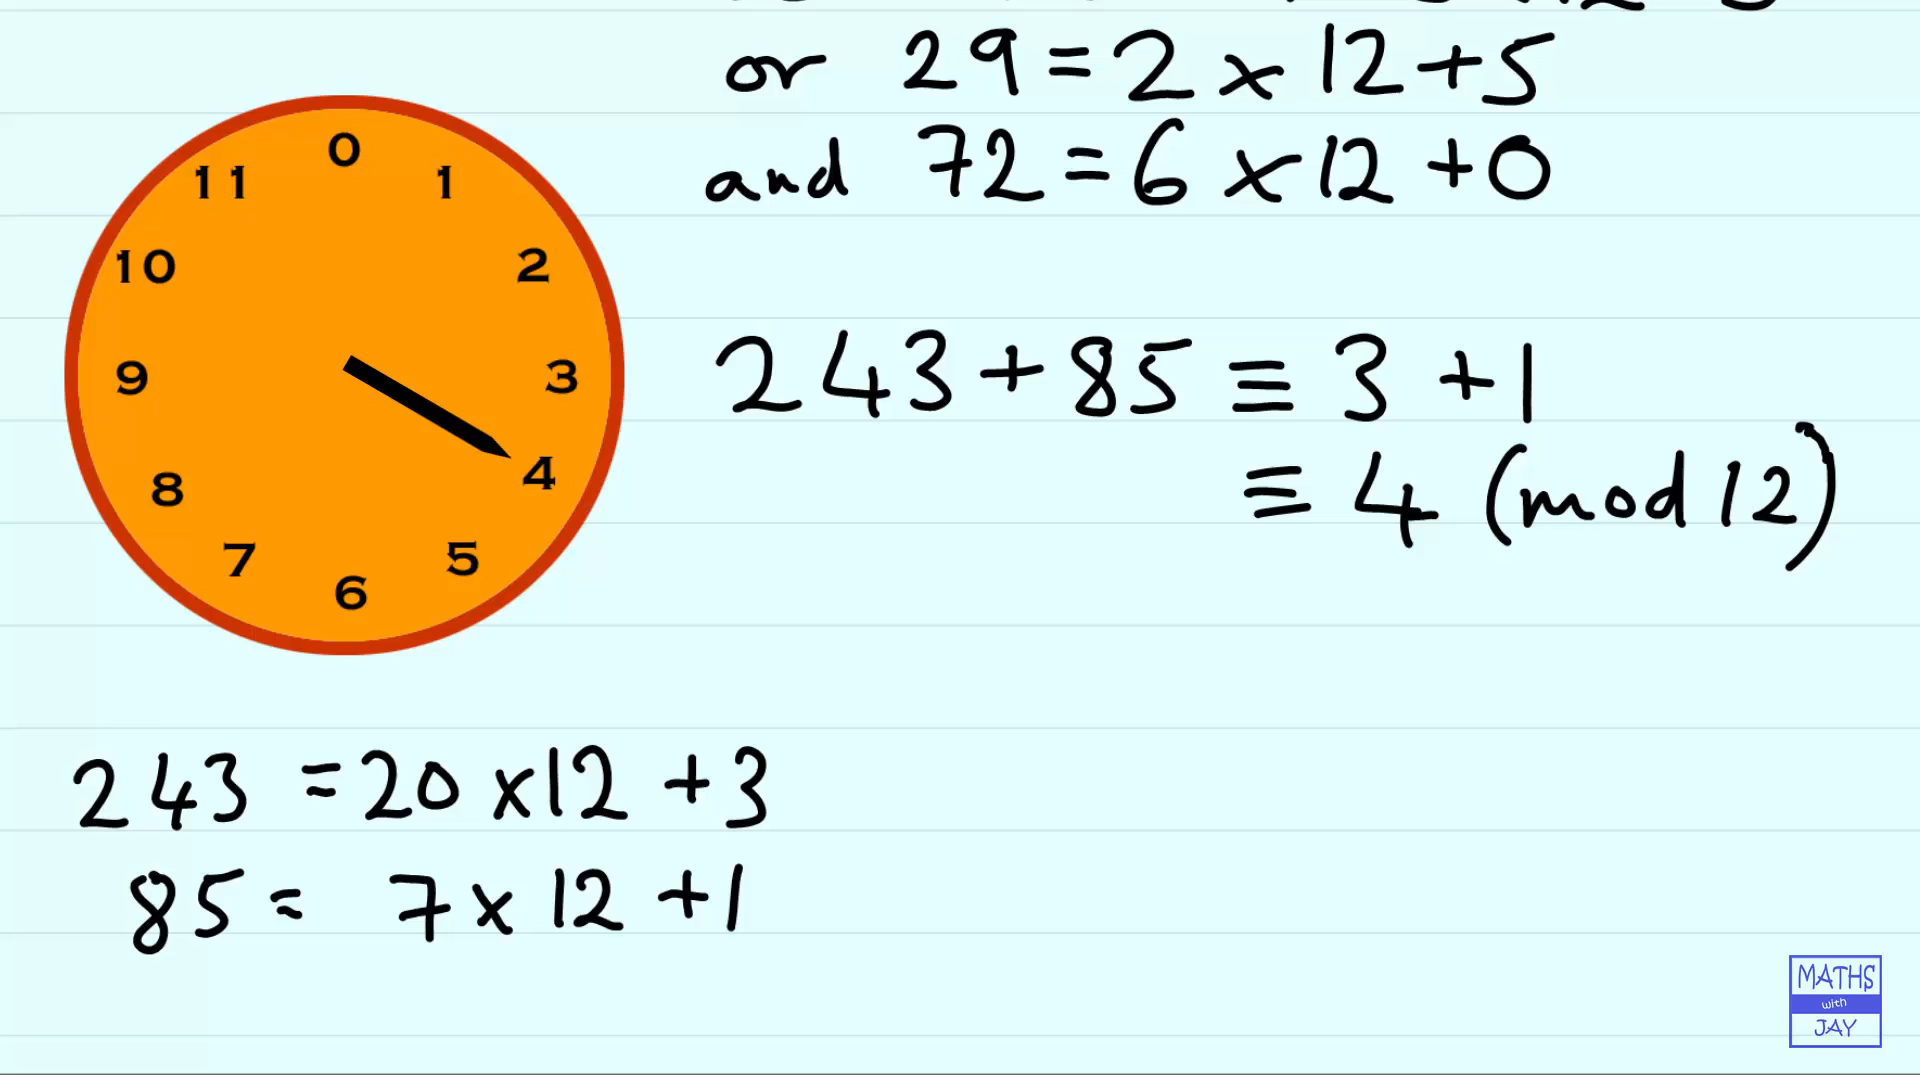 or 29 = 2 x 12 + 5
and 72 = 6 x 12 + 0
0
11 1
10 2
9 3
8 4
7 5
6
243 + 85 ≡ 3 + 1
≡ 4 (mod 12)
243 = 20 x 12 + 3
85 = 7 x 12 + 1
MATHS
with
JAY